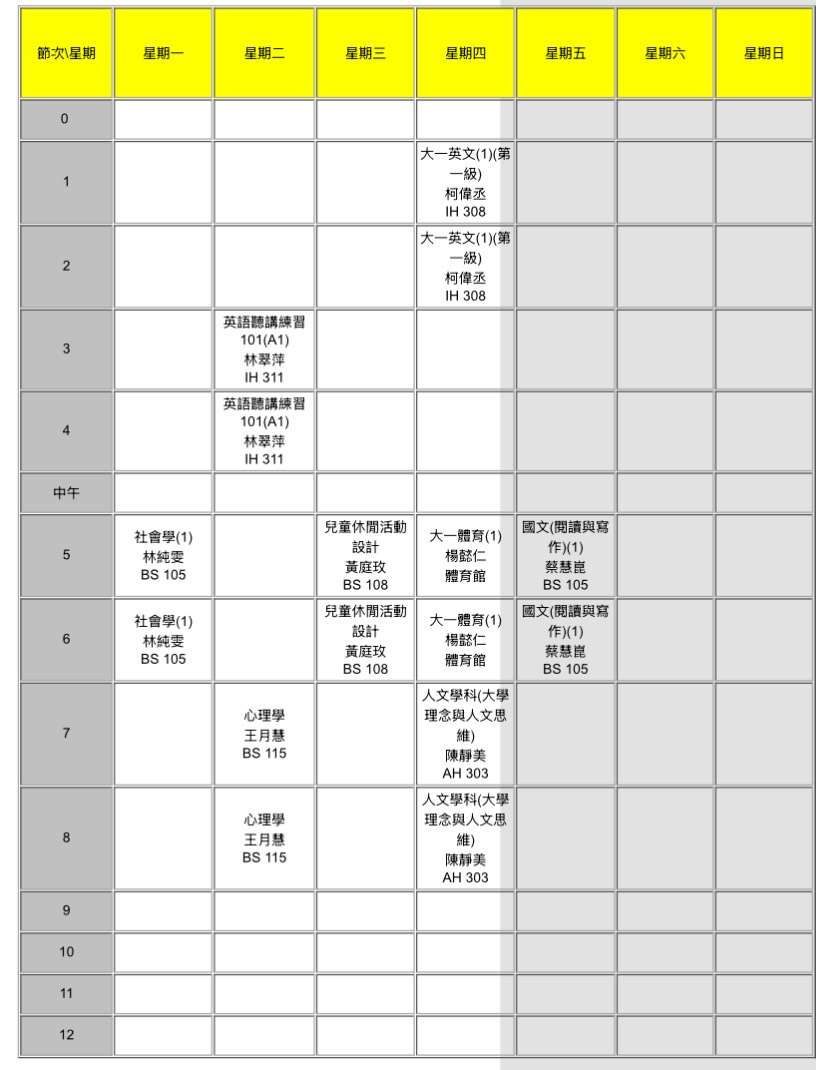 節次\星期 星期一 星期二 星期三 星期四 星期五 星期六 星期日
0
1
大一英文(1)(第
一級)
柯偉丞
IH 308
2
大一英文(1)(第
一級)
柯偉丞
IH 308
3
英語聽講練習
101(A1)
林翠萍
IH 311
4
英語聽講練習
101(A1)
林翠萍
IH 311
中午
5
社會學(1)
林純雯
BS 105
兒童休閒活動
設計
黃庭玫
BS 108
大一體育(1)
楊懿仁
體育館
國文(閱讀與寫
作)(1)
蔡慧崑
BS 105
6
社會學(1)
林純雯
BS 105
兒童休閒活動
設計
黃庭玫
BS 108
大一體育(1)
楊懿仁
體育館
國文(閱讀與寫
作)(1)
蔡慧崑
BS 105
7
心理學
王月慧
BS 115
人文學科(大學
理念與人文思
維)
陳靜美
AH 303
8
心理學
王月慧
BS 115
人文學科(大學
理念與人文思
維)
陳靜美
AH 303
9
10
11
12